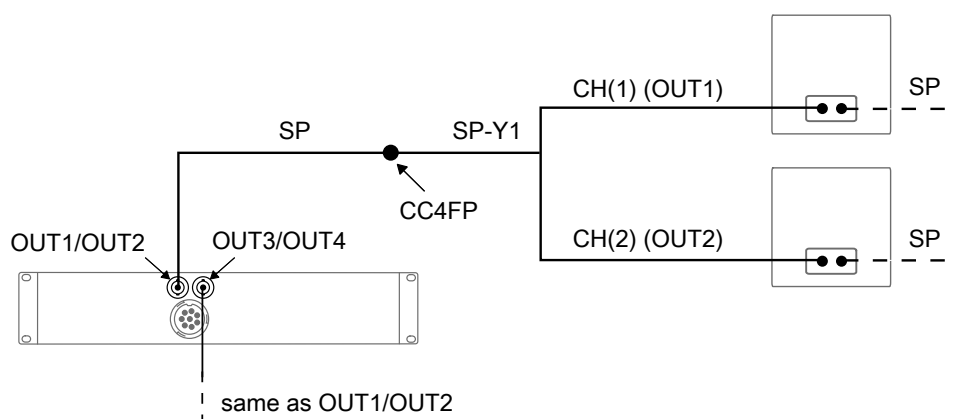 CH(1) (OUT1)
SP
SP
SP-Y1
CC4FP
OUT1/OUT2
OUT3/OUT4
CH(2) (OUT2)
SP
same as OUT1/OUT2